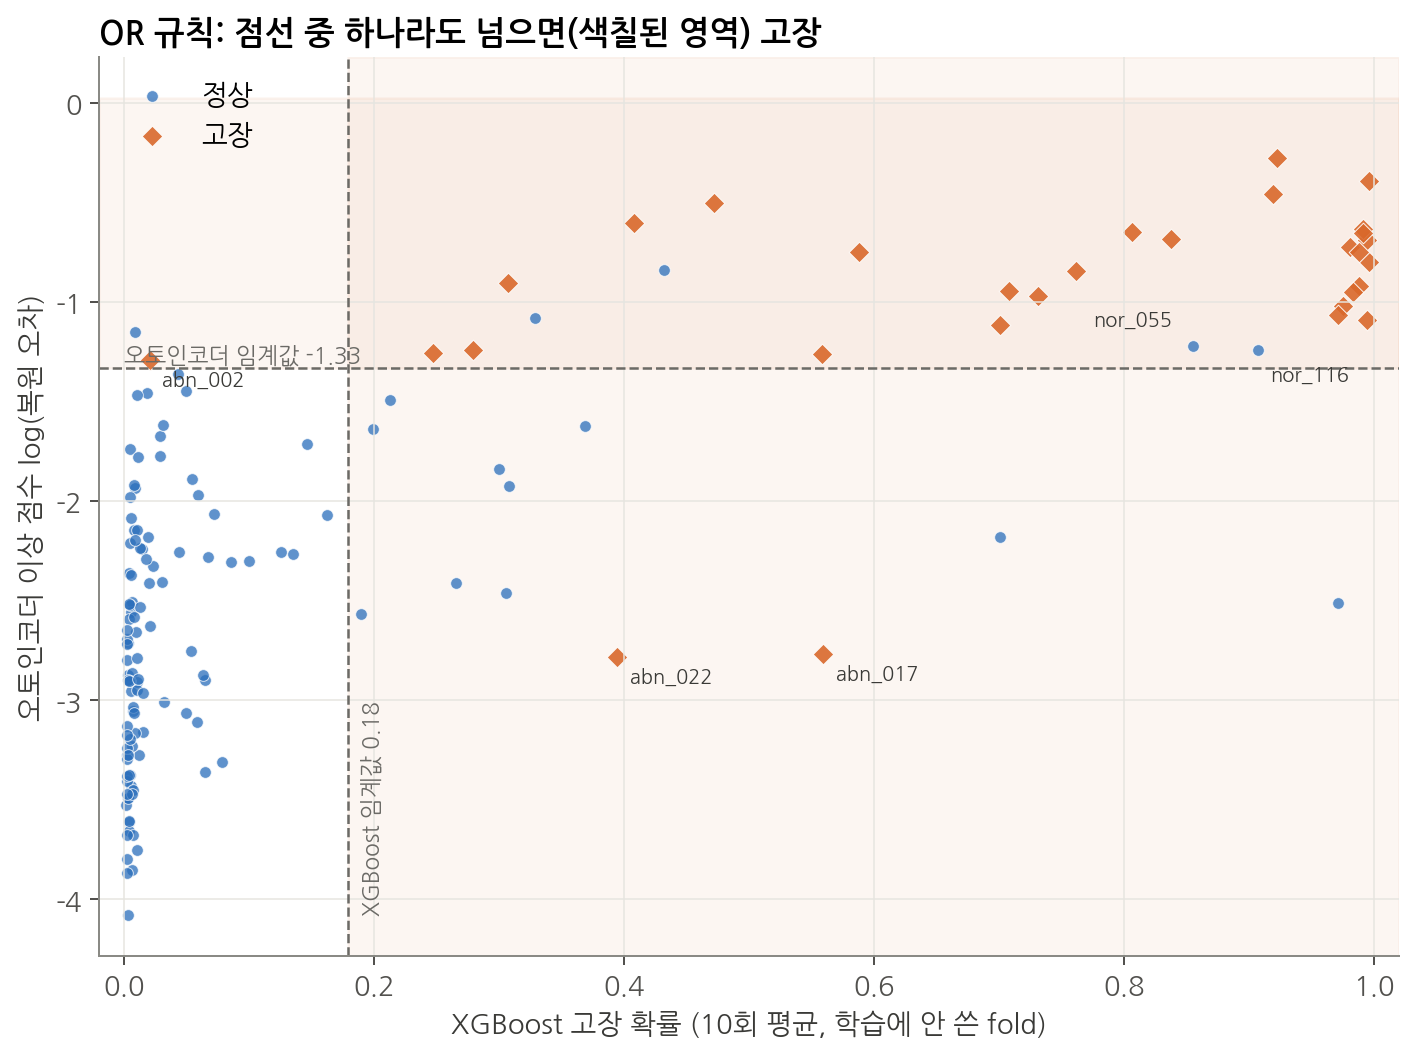 OR 규칙: 점선 중 하나라도 넘으면(색칠된 영역) 고장
정상
고장
0
-1
-2
-3
-4
오토인코더 이상 점수 log(복원 오차)
오토인코더 임계값 -1.33
abn_002
nor_055
nor_116
abn_022
abn_017
XGBoost 임계값 0.18
0.0
0.2
0.4
0.6
0.8
1.0
XGBoost 고장 확률 (10회 평균, 학습에 안 쓴 fold)